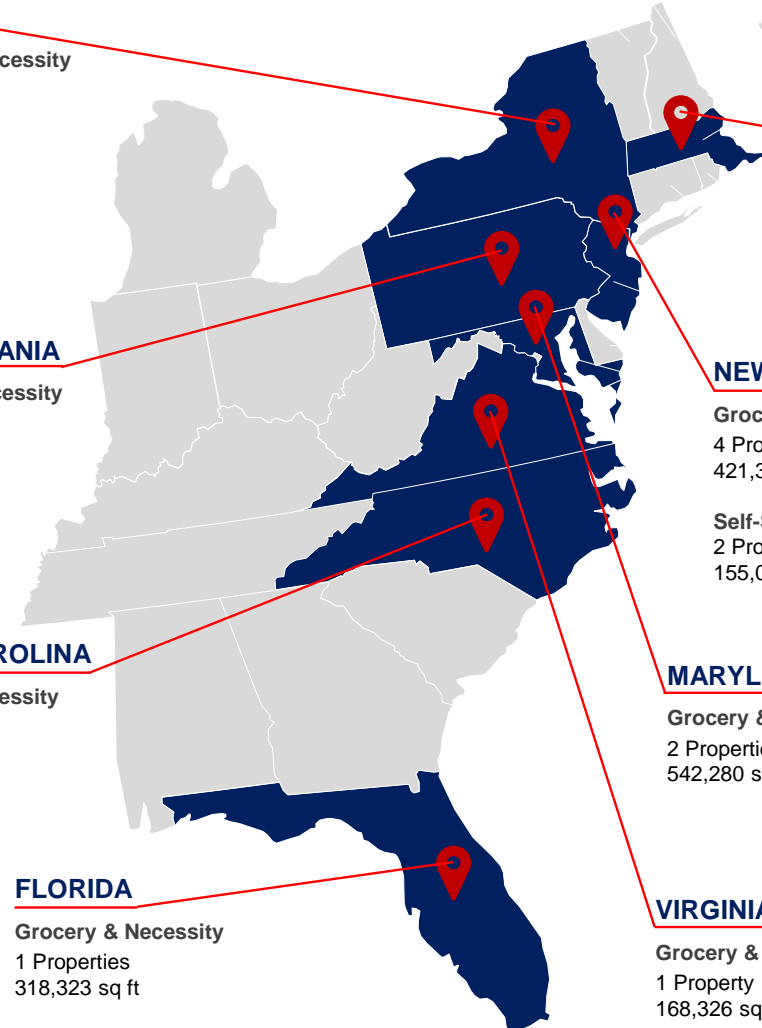 cessity
ANIA
cessity
NEW
Groc
4 Pro
421,3
Self-S
2 Pro
155,0
ROLINA
essity
MARYL
Grocery &
2 Propertie
542,280 s
FLORIDA
Grocery & Necessity
1 Properties
318,323 sq ft
VIRGINIA
Grocery &
1 Property
168,326 sq